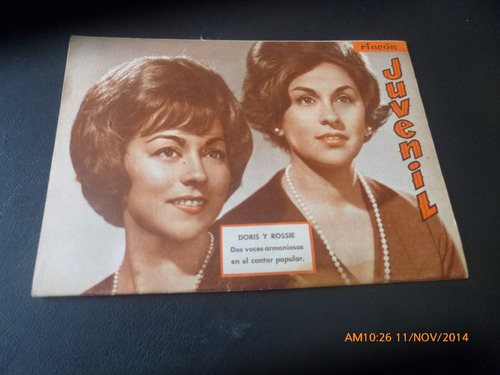 rincón
JuveniL
DORIS Y ROSSIE
Dos voces armoniosas
en el cantar popular.
AM10:26 11/NOV/2014